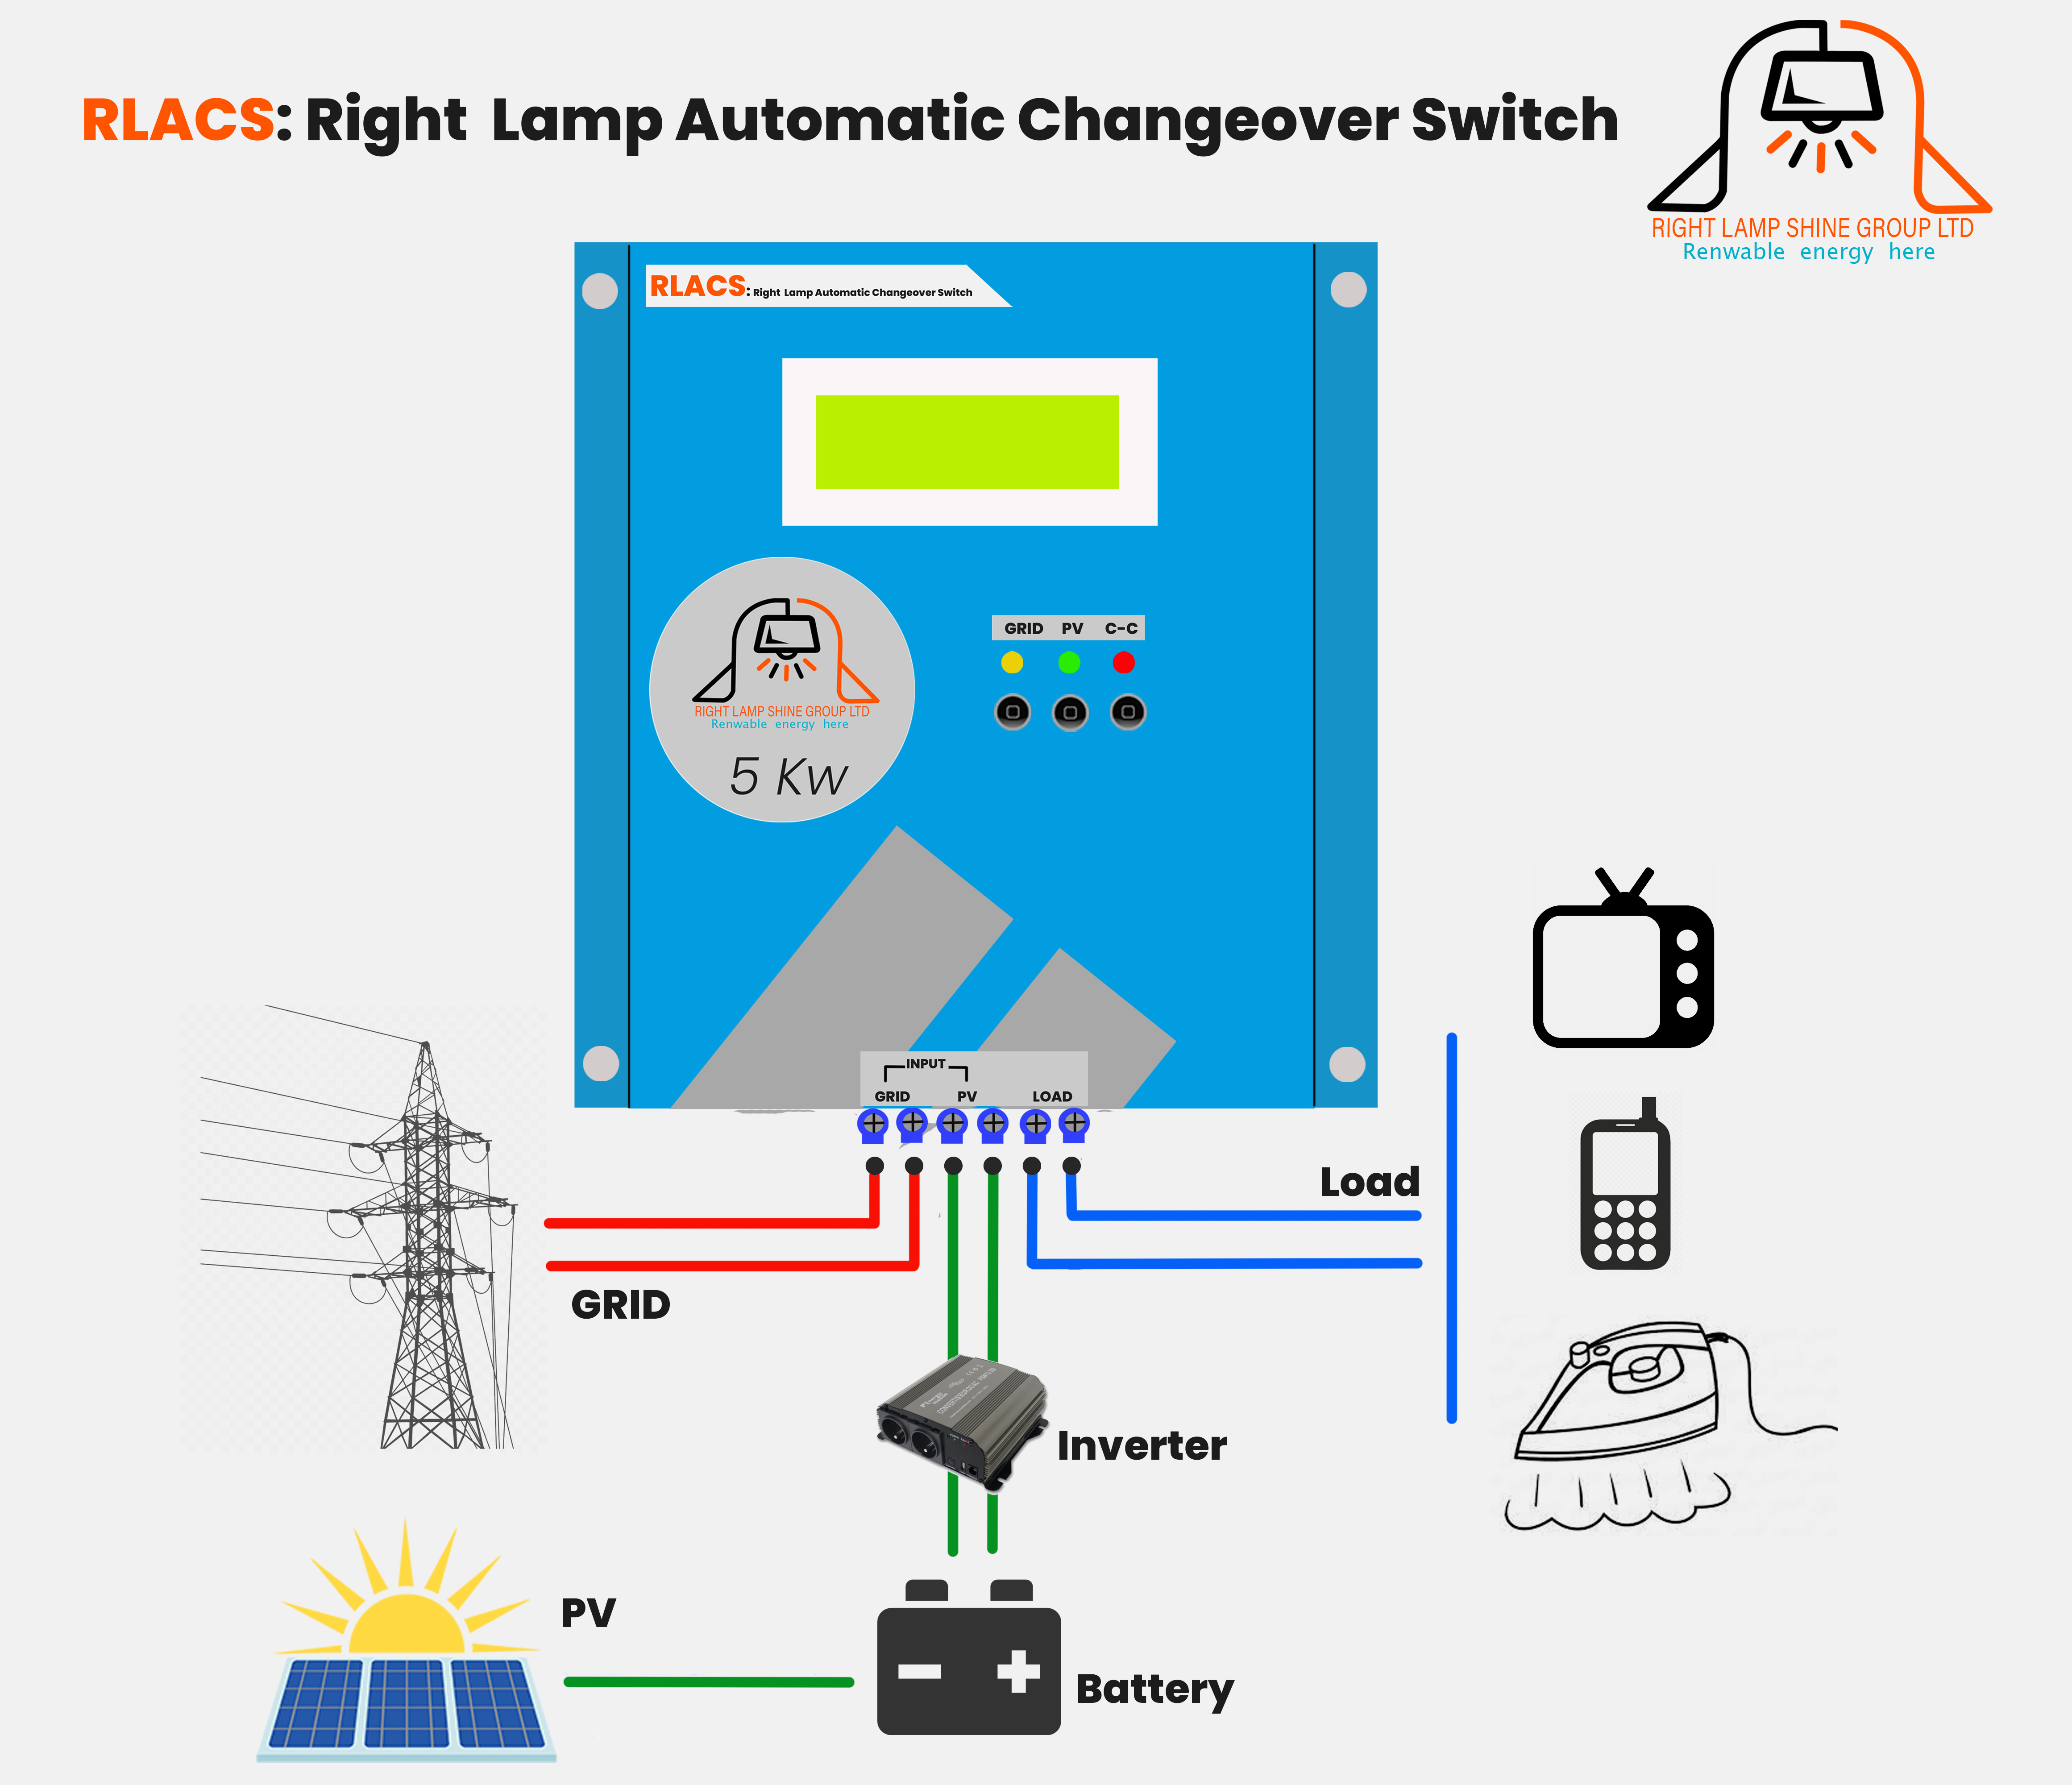 RLACS: Right Lamp Automatic Changeover Switch
RIGHT LAMP SHINE GROUP LTD
Renwable energy here
RLACS: Right Lamp Automatic Changeover Switch
GRID PV C-C
RIGHT LAMP SHINE GROUP LTD
Renwable energy here
5 Kw
INPUT
GRID PV LOAD
Load
GRID
Inverter
PV
Battery